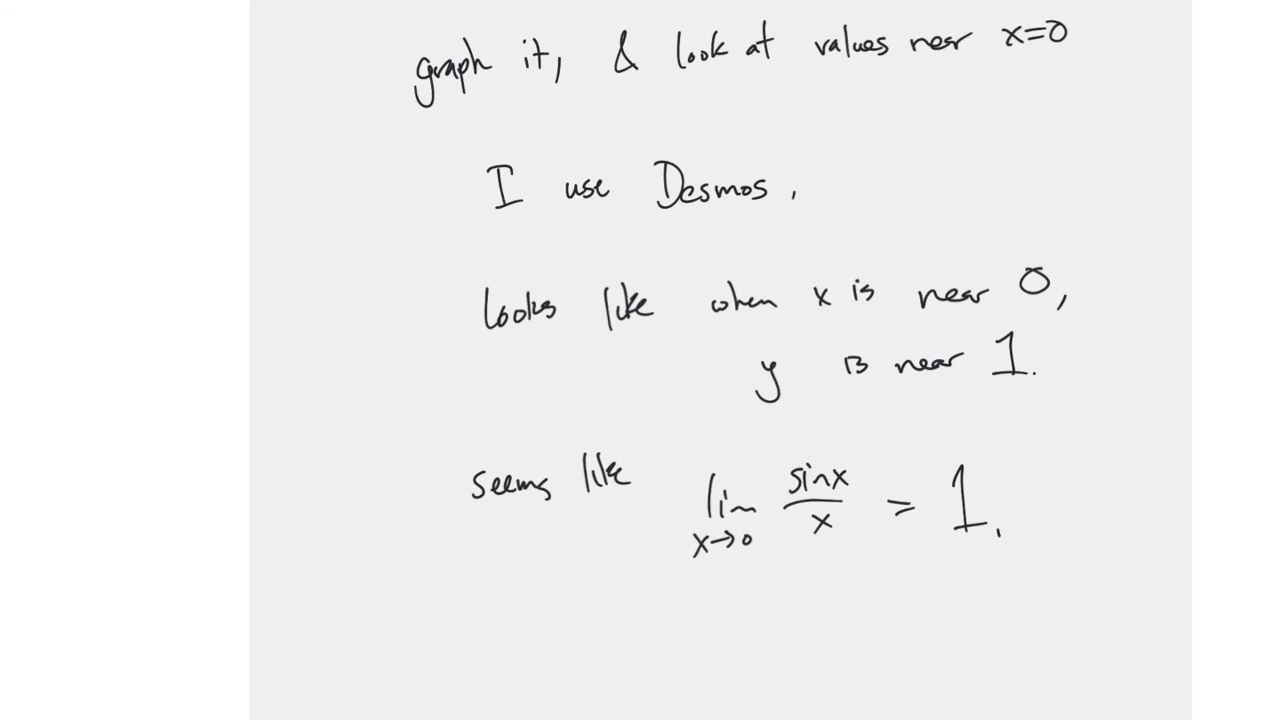 graph it, & look at values near x=0
I use Desmos.
looks like when x is near 0,
y is near 1.
seems like lim x→0 sinx/x = 1.